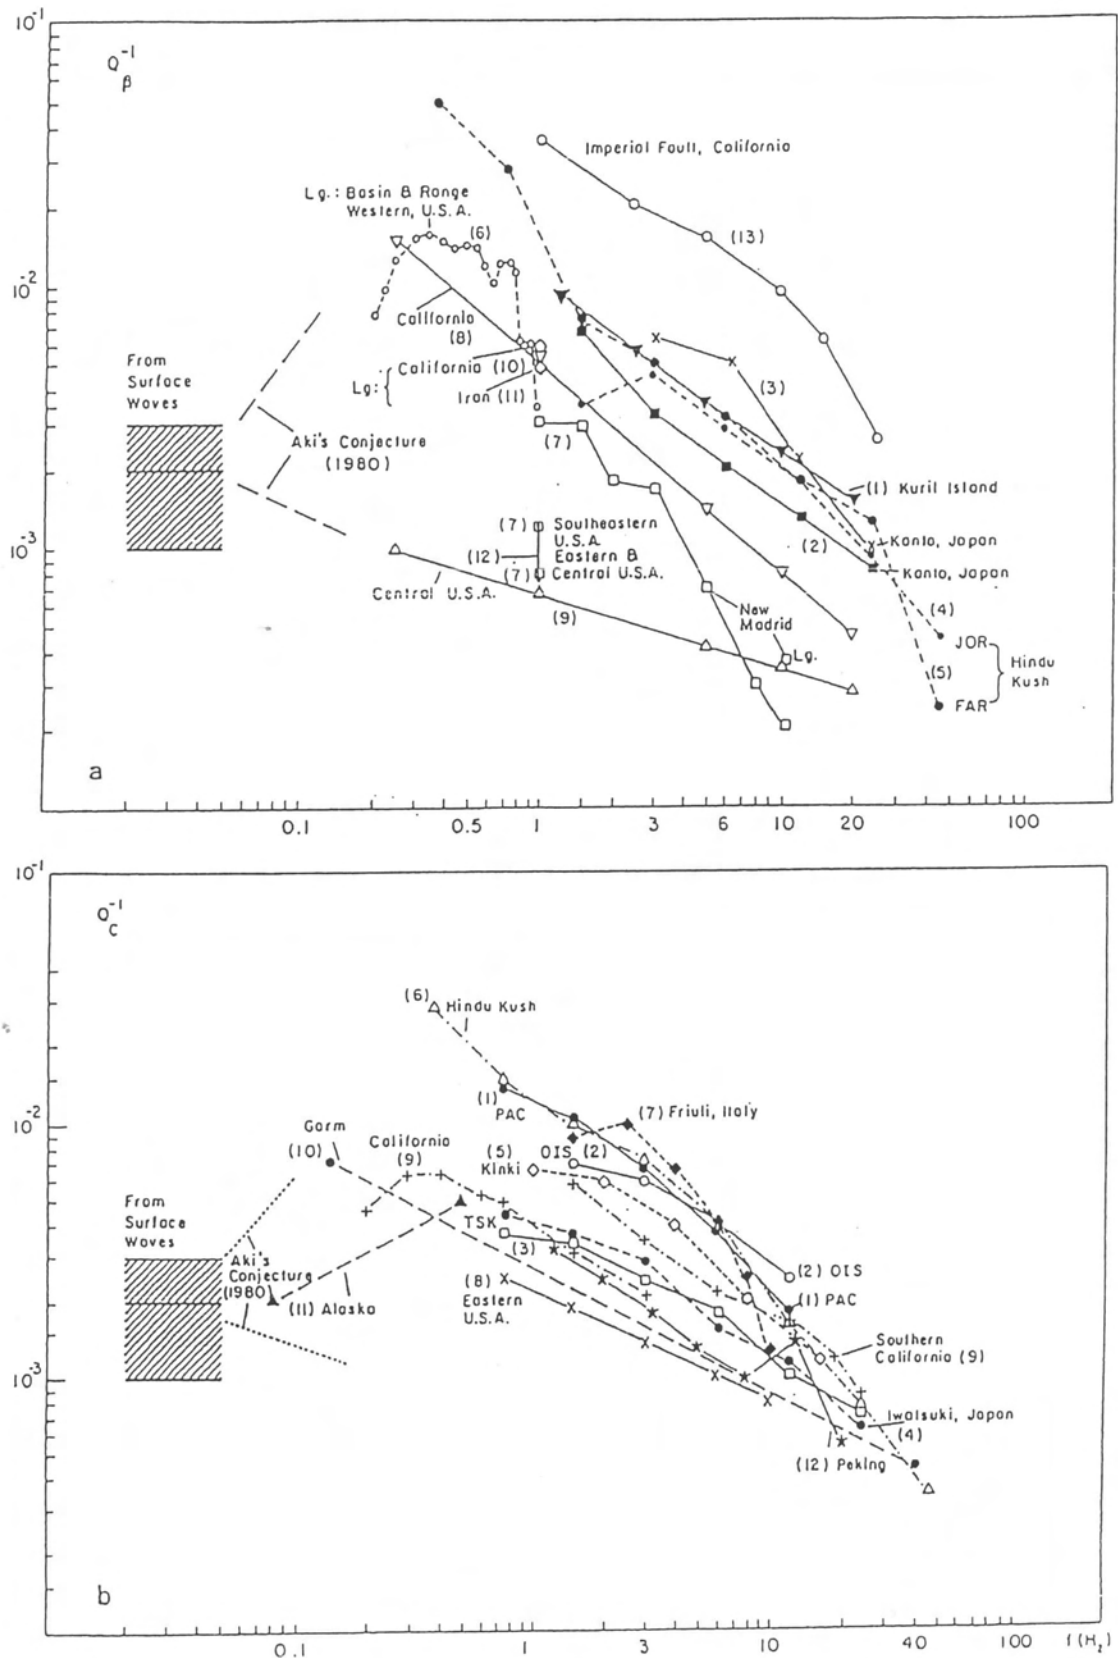 10-1
Q-1
β
Imperial Fault, California
Lg.: Basin & Range
Western, U.S.A.
(6)
(13)
10-2
California
(8)
From
Surface
Waves
California (10)
Lg:
Iran (11)
(3)
Aki's Conjecture
(1980)
(7)
(1) Kuril Island
(7)
Southeastern
U.S.A.
(12)
Eastern &
(7)
Central U.S.A.
(2)
Kanto, Japan
Kanto, Japan
10-3
Central U.S.A.
(9)
New
Madrid
Lg.
(4)
JOR
(5)
FAR
Hindu
Kush
a
0.1 0.5 1 3 6 10 20 100
10-1
Q-1
C
(6)
Hindu Kush
10-2
(1)
PAC
(7) Friuli, Italy
Garm
(10)
California
(9)
(5)
Kinki
OIS (2)
From
Surface
Waves
TSK
(3)
Aki's
Conjecture
(1980)
(11) Alaska
(8)
Eastern
U.S.A.
(2) OIS
(1) PAC
Southern
California (9)
10-3
Iwatsuki, Japan
(4)
(12) Peking
b
0.1 1 3 10 40 100 f (Hz)